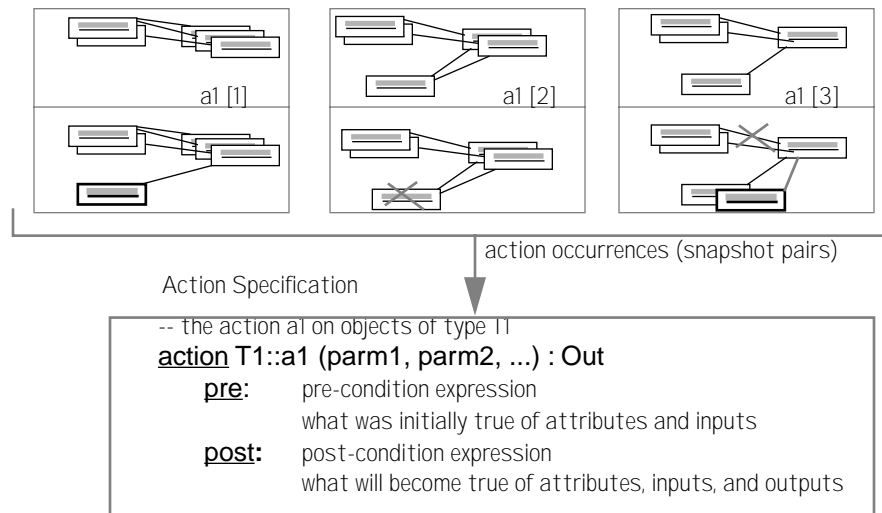 a1 [1]
a1 [2]
a1 [3]
action occurrences (snapshot pairs)
Action Specification
-- the action a1 on objects of type T1
action T1::a1 (parm1, parm2, ...) : Out
pre: pre-condition expression
what was initially true of attributes and inputs
post: post-condition expression
what will become true of attributes, inputs, and outputs